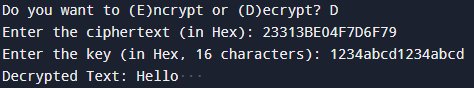 Do you want to (E)ncrypt or (D)ecrypt? D
Enter the ciphertext (in Hex): 23313BE04F7D6F79
Enter the key (in Hex, 16 characters): 1234abcd1234abcd
Decrypted Text: Hello···